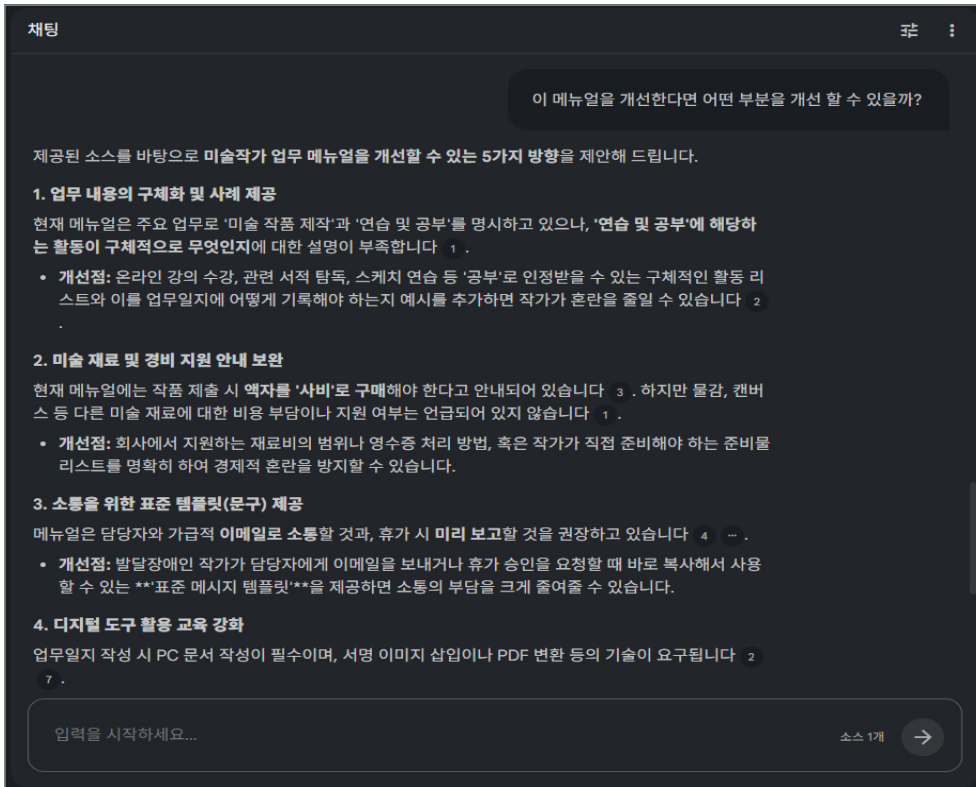 채팅
이 메뉴얼을 개선한다면 어떤 부분을 개선 할 수 있을까?
제공된 소스를 바탕으로 미술작가 업무 메뉴얼을 개선할 수 있는 5가지 방향을 제안해 드립니다.
1. 업무 내용의 구체화 및 사례 제공
현재 메뉴얼은 주요 업무로 '미술 작품 제작'과 '연습 및 공부'를 명시하고 있으나, '연습 및 공부'에 해당하
는 활동이 구체적으로 무엇인지에 대한 설명이 부족합니다 1 .
• 개선점: 온라인 강의 수강, 관련 서적 탐독, 스케치 연습 등 '공부'로 인정받을 수 있는 구체적인 활동 리
스트와 이를 업무일지에 어떻게 기록해야 하는지 예시를 추가하면 작가가 혼란을 줄일 수 있습니다 2
.
2. 미술 재료 및 경비 지원 안내 보완
현재 메뉴얼에는 작품 제출 시 액자를 '사비'로 구매해야 한다고 안내되어 있습니다 3 . 하지만 물감, 캔버
스 등 다른 미술 재료에 대한 비용 부담이나 지원 여부는 언급되어 있지 않습니다 1 .
• 개선점: 회사에서 지원하는 재료비의 범위나 영수증 처리 방법, 혹은 작가가 직접 준비해야 하는 준비물
리스트를 명확히 하여 경제적 혼란을 방지할 수 있습니다.
3. 소통을 위한 표준 템플릿(문구) 제공
메뉴얼은 담당자와 가급적 이메일로 소통할 것과, 휴가 시 미리 보고할 것을 권장하고 있습니다 4 ··· .
• 개선점: 발달장애인 작가가 담당자에게 이메일을 보내거나 휴가 승인을 요청할 때 바로 복사해서 사용
할 수 있는 **'표준 메시지 템플릿'**을 제공하면 소통의 부담을 크게 줄여줄 수 있습니다.
4. 디지털 도구 활용 교육 강화
업무일지 작성 시 PC 문서 작성이 필수이며, 서명 이미지 삽입이나 PDF 변환 등의 기술이 요구됩니다 2
7 .
입력을 시작하세요...
소스 1개